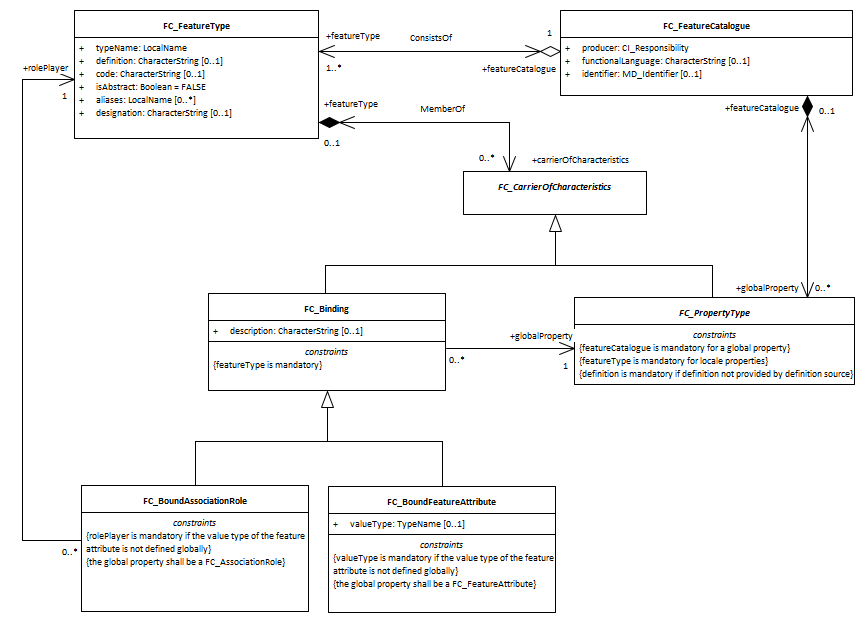 FC_FeatureType
+ typeName: LocalName
+ definition: CharacterString [0..1]
+ code: CharacterString [0..1]
+ isAbstract: Boolean = FALSE
+ aliases: LocalName [0..*]
+ designation: CharacterString [0..1]
+featureType
ConsistsOf
1
1..*
+featureCatalogue
FC_FeatureCatalogue
+ producer: CI_Responsibility
+ functionalLanguage: CharacterString [0..1]
+ identifier: MD_Identifier [0..1]
+rolePlayer
1
+featureType
MemberOf
0..1
0..*
+carrierOfCharacteristics
+featureCatalogue
0..1
FC_CarrierOfCharacteristics
+globalProperty
0..*
FC_Binding
+ description: CharacterString [0..1]
constraints
{featureType is mandatory}
+globalProperty
0..*
1
FC_PropertyType
constraints
{featureCatalogue is mandatory for a global property}
{featureType is mandatory for locale properties}
{definition is mandatory if definition not provided by definition source}
FC_BoundAssociationRole
constraints
{rolePlayer is mandatory if the value type of the feature
attribute is not defined globally}
{the global property shall be a FC_AssociationRole}
0..*
FC_BoundFeatureAttribute
+ valueType: TypeName [0..1]
constraints
{valueType is mandatory if the value type of the feature
attribute is not defined globally}
{the global property shall be a FC_FeatureAttribute}